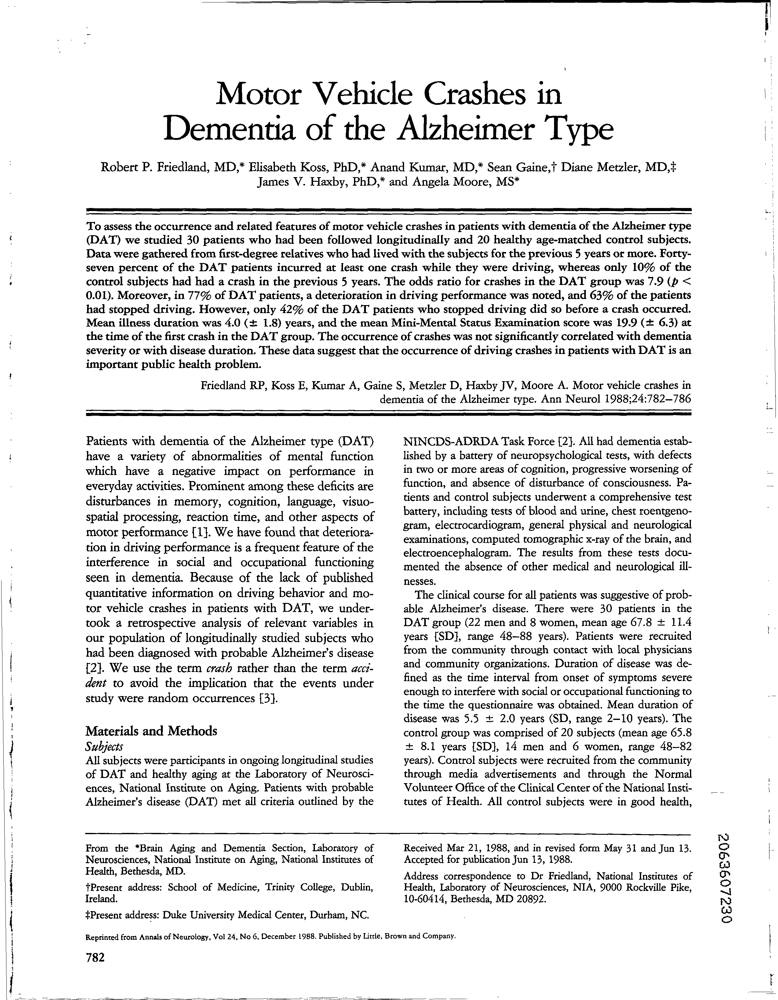 Motor Vehicle Crashes in
Dementia of the Alzheimer Type
Robert P. Friedland, MD,* Elisabeth Koss, PhD,* Anand Kumar, MD,* Sean Gaine,† Diane Metzler, MD,‡
James V. Haxby, PhD,* and Angela Moore, MS*
To assess the occurrence and related features of motor vehicle crashes in patients with dementia of the Alzheimer type
(DAT) we studied 30 patients who had been followed longitudinally and 20 healthy age-matched control subjects.
Data were gathered from first-degree relatives who had lived with the subjects for the previous 5 years or more. Forty-
seven percent of the DAT patients incurred at least one crash while they were driving, whereas only 10% of the
control subjects had had a crash in the previous 5 years. The odds ratio for crashes in the DAT group was 7.9 (p <
0.01). Moreover, in 77% of DAT patients, a deterioration in driving performance was noted, and 63% of the patients
had stopped driving. However, only 42% of the DAT patients who stopped driving did so before a crash occurred.
Mean illness duration was 4.0 (± 1.8) years, and the mean Mini-Mental Status Examination score was 19.9 (± 6.3) at
the time of the first crash in the DAT group. The occurrence of crashes was not significantly correlated with dementia
severity or with disease duration. These data suggest that the occurrence of driving crashes in patients with DAT is an
important public health problem.
Friedland RP, Koss E, Kumar A, Gaine S, Metzler D, Haxby JV, Moore A. Motor vehicle crashes in
dementia of the Alzheimer type. Ann Neurol 1988;24:782–786
Patients with dementia of the Alzheimer type (DAT)
have a variety of abnormalities of mental function
which have a negative impact on performance in
everyday activities. Prominent among these deficits are
disturbances in memory, cognition, language, visuo-
spatial processing, reaction time, and other aspects of
motor performance [1]. We have found that deteriora-
tion in driving performance is a frequent feature of the
interference in social and occupational functioning
seen in dementia. Because of the lack of published
quantitative information on driving behavior and mo-
tor vehicle crashes in patients with DAT, we under-
took a retrospective analysis of relevant variables in
our population of longitudinally studied subjects who
had been diagnosed with probable Alzheimer's disease
[2]. We use the term crash rather than the term acci-
dent to avoid the implication that the events under
study were random occurrences [3].
Materials and Methods
Subjects
All subjects were participants in ongoing longitudinal studies
of DAT and healthy aging at the Laboratory of Neurosci-
ences, National Institute on Aging. Patients with probable
Alzheimer's disease (DAT) met all criteria outlined by the
NINCDS-ADRDA Task Force [2]. All had dementia estab-
lished by a battery of neuropsychological tests, with defects
in two or more areas of cognition, progressive worsening of
function, and absence of disturbance of consciousness. Pa-
tients and control subjects underwent a comprehensive test
battery, including tests of blood and urine, chest roentgeno-
gram, electrocardiogram, general physical and neurological
examinations, computed tomographic x-ray of the brain, and
electroencephalogram. The results from these tests docu-
mented the absence of other medical and neurological ill-
nesses.
The clinical course for all patients was suggestive of prob-
able Alzheimer's disease. There were 30 patients in the
DAT group (22 men and 8 women, mean age 67.8 ± 11.4
years [SD], range 48–88 years). Patients were recruited
from the community through contact with local physicians
and community organizations. Duration of disease was de-
fined as the time interval from onset of symptoms severe
enough to interfere with social or occupational functioning to
the time the questionnaire was obtained. Mean duration of
disease was 5.5 ± 2.0 years (SD, range 2–10 years). The
control group was comprised of 20 subjects (mean age 65.8
± 8.1 years [SD], 14 men and 6 women, range 48–82
years). Control subjects were recruited from the community
through media advertisements and through the Normal
Volunteer Office of the Clinical Center of the National Insti-
tutes of Health. All control subjects were in good health,
From the *Brain Aging and Dementia Section, Laboratory of
Neurosciences, National Institute on Aging, National Institutes of
Health, Bethesda, MD.
†Present address: School of Medicine, Trinity College, Dublin,
Ireland.
‡Present address: Duke University Medical Center, Durham, NC.
Received Mar 21, 1988, and in revised form May 31 and Jun 13.
Accepted for publication Jun 13, 1988.
Address correspondence to Dr Friedland, National Institutes of
Health, Laboratory of Neurosciences, NIA, 9000 Rockville Pike,
10-60414, Bethesda, MD 20892.
Reprinted from Annals of Neurology, Vol 24, No 6, December 1988. Published by Little, Brown and Company.
782
2063607230